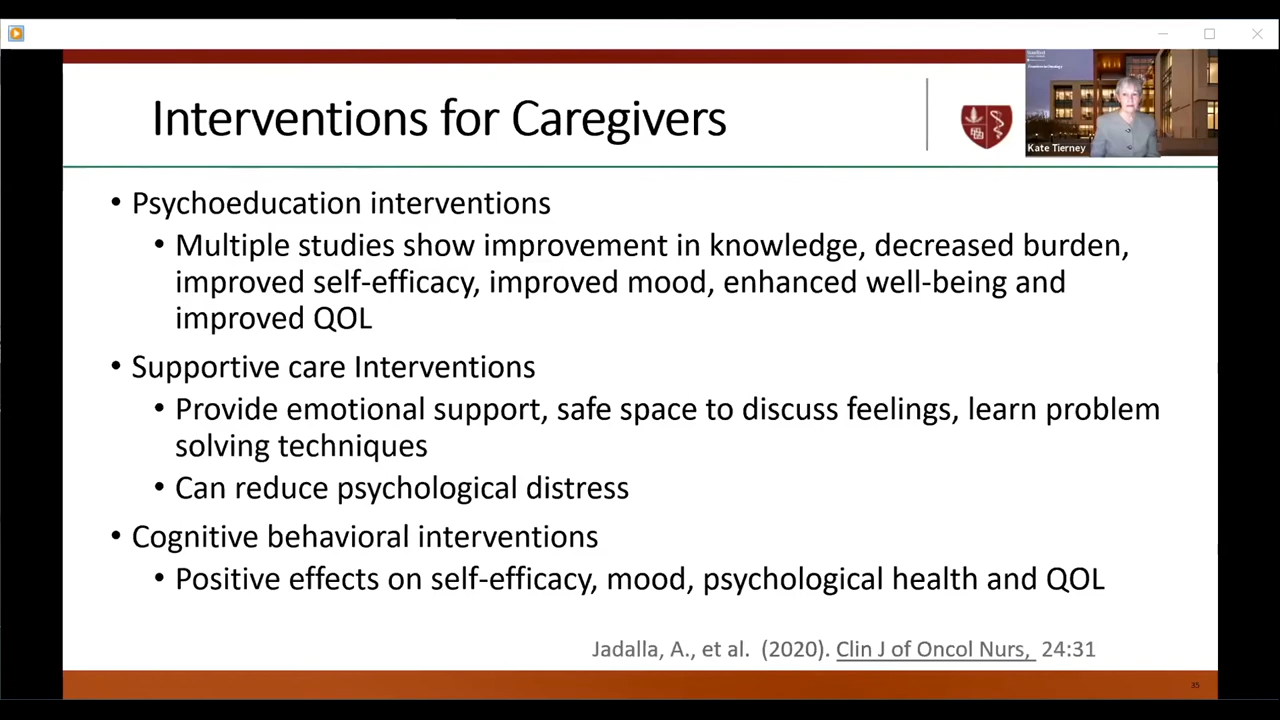 Interventions for Caregivers
Kate Tierney
• Psychoeducation interventions
• Multiple studies show improvement in knowledge, decreased burden,
improved self-efficacy, improved mood, enhanced well-being and
improved QOL
• Supportive care Interventions
• Provide emotional support, safe space to discuss feelings, learn problem
solving techniques
• Can reduce psychological distress
• Cognitive behavioral interventions
• Positive effects on self-efficacy, mood, psychological health and QOL
Jadalla, A., et al. (2020). Clin J of Oncol Nurs, 24:31
35